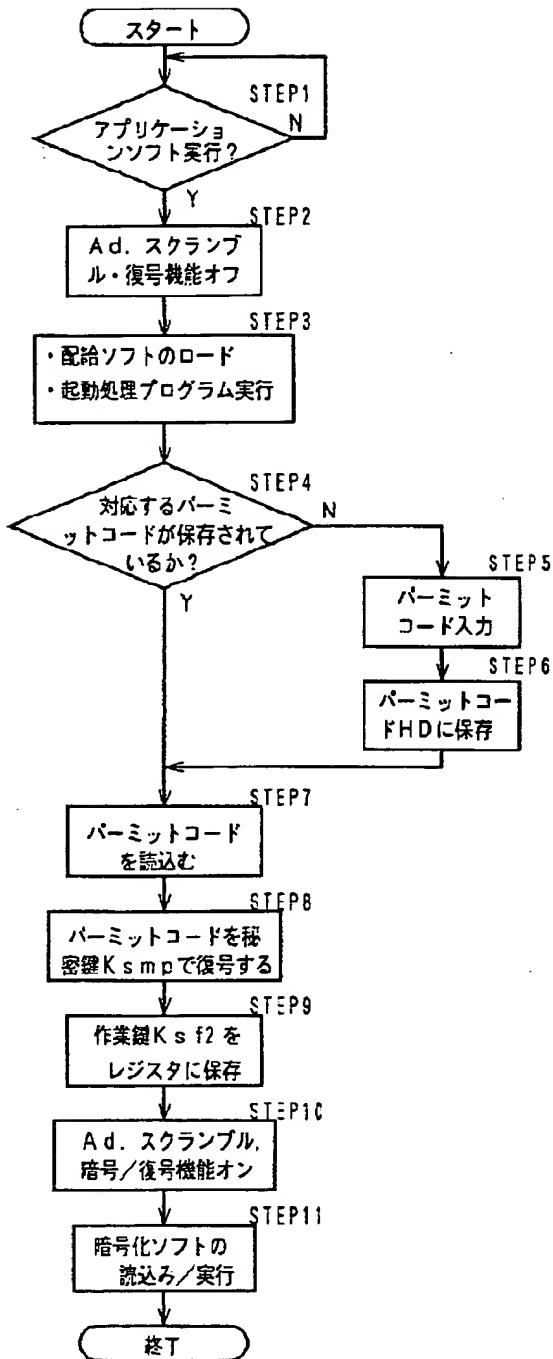 スタート
STEP1
アプリケーショ
ンソフト実行?
N
Y
STEP2
Ad. スクランブ
ル・復号機能オフ
STEP3
・配給ソフトのロード
・起動処理プログラム実行
STEP4
対応するパーミ
ットコードが保存されて
いるか?
N
Y
STEP5
パーミット
コード入力
STEP6
パーミットコー
ドHDに保存
STEP7
パーミットコード
を読込む
STEP8
パーミットコードを秘
密鍵Ksmpで復号する
STEP9
作業鍵Ksf2を
レジスタに保存
STEP10
Ad. スクランブル,
暗号/復号機能オン
STEP11
暗号化ソフトの
読込み/実行
終了